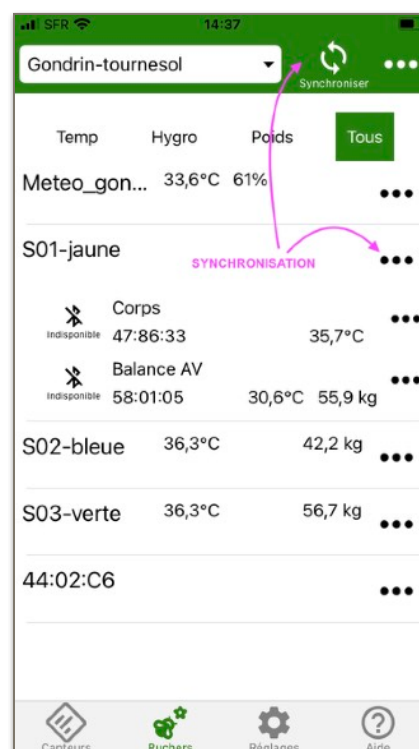 SFR 14:37
Gondrin-tournesol
Synchroniser
Temp Hygro Poids Tous
Meteo_gon... 33,6°C 61%
S01-jaune
SYNCHRONISATION
Corps
Indisponible 47:86:33 35,7°C
Balance AV
Indisponible 58:01:05 30,6°C 55,9 kg
S02-bleue 36,3°C 42,2 kg
S03-verte 36,3°C 56,7 kg
44:02:C6
Capteurs Ruchers Réglages Aide